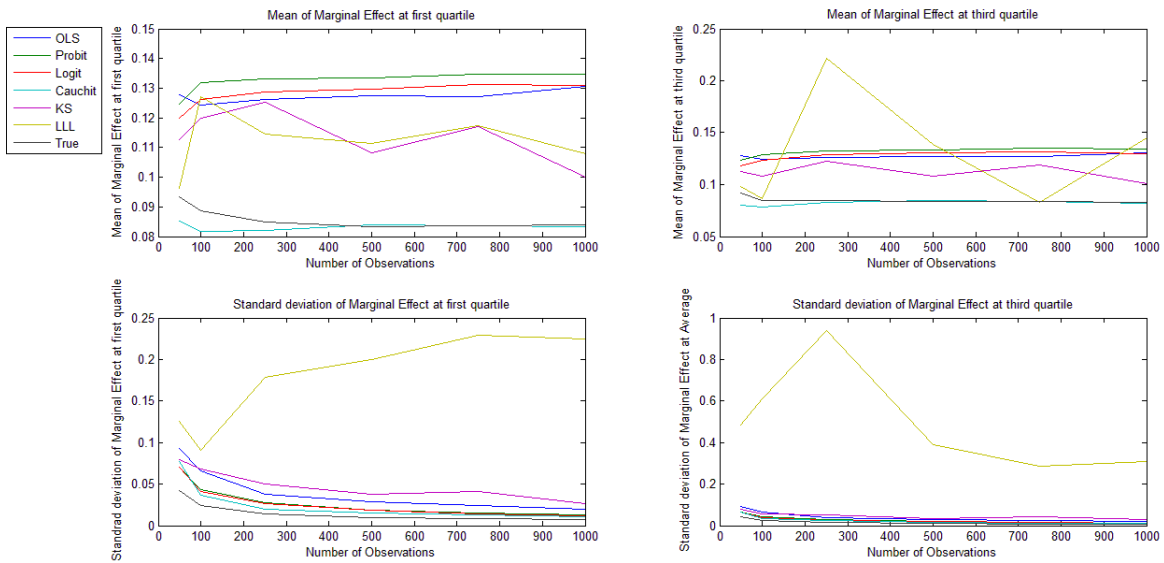 OLS
Probit
Logit
Cauchit
KS
LLL
True
Mean of Marginal Effect at first quartile
Mean of Marginal Effect at first quartile
0.15
0.14
0.13
0.12
0.11
0.1
0.09
0.08
0 100 200 300 400 500 600 700 800 900 1000
Number of Observations
Mean of Marginal Effect at third quartile
Mean of Marginal Effect at third quartile
0.25
0.2
0.15
0.1
0.05
0 100 200 300 400 500 600 700 800 900 1000
Number of Observations
Standard deviation of Marginal Effect at first quartile
Standrad deviation of Marginal Effect at first quartile
0.25
0.2
0.15
0.1
0.05
0
0 100 200 300 400 500 600 700 800 900 1000
Number of Observations
Standard deviation of Marginal Effect at third quartile
Standard deviation of Marginal Effect at Average
1
0.8
0.6
0.4
0.2
0
0 100 200 300 400 500 600 700 800 900 1000
Number of Observations